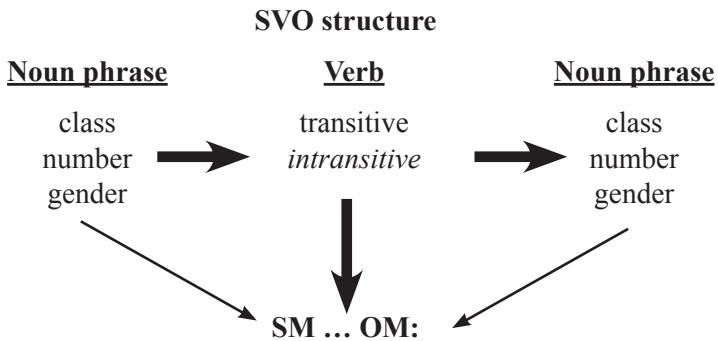 SVO structure
Noun phrase Verb Noun phrase
class transitive class
number intransitive number
gender gender
SM … OM: